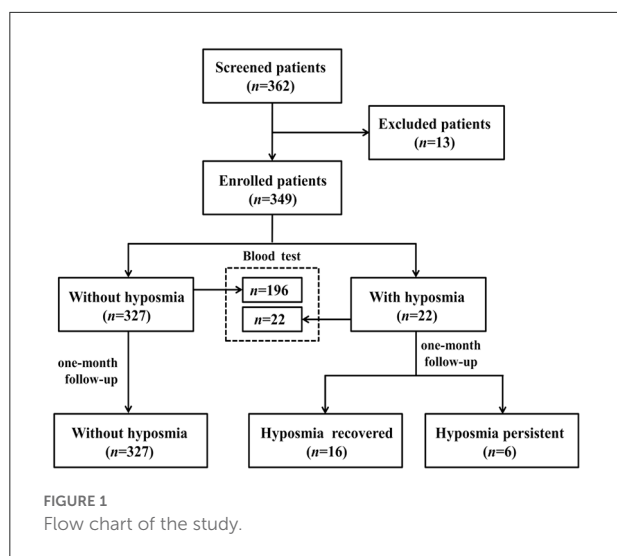 Screened patients
(n=362)
Excluded patients
(n=13)
Enrolled patients
(n=349)
Blood test
Without hyposmia
(n=327)
n=196
n=22
With hyposmia
(n=22)
one-month
follow-up
one-month
follow-up
Without hyposmia
(n=327)
Hyposmia recovered
(n=16)
Hyposmia persistent
(n=6)
FIGURE 1
Flow chart of the study.